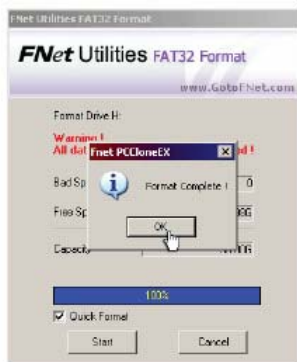 FNet Utilities FAT32 Format
FNet Utilities FAT32 Format
www.GotoFNet.com
Format Drive H:
Warning !
All dat
d !
Fnet PCCloneEX
X
Format Complete !
OK
Bad Sp
0
Free Sp
Capacity
100%
Quick Format
Start
Cancel